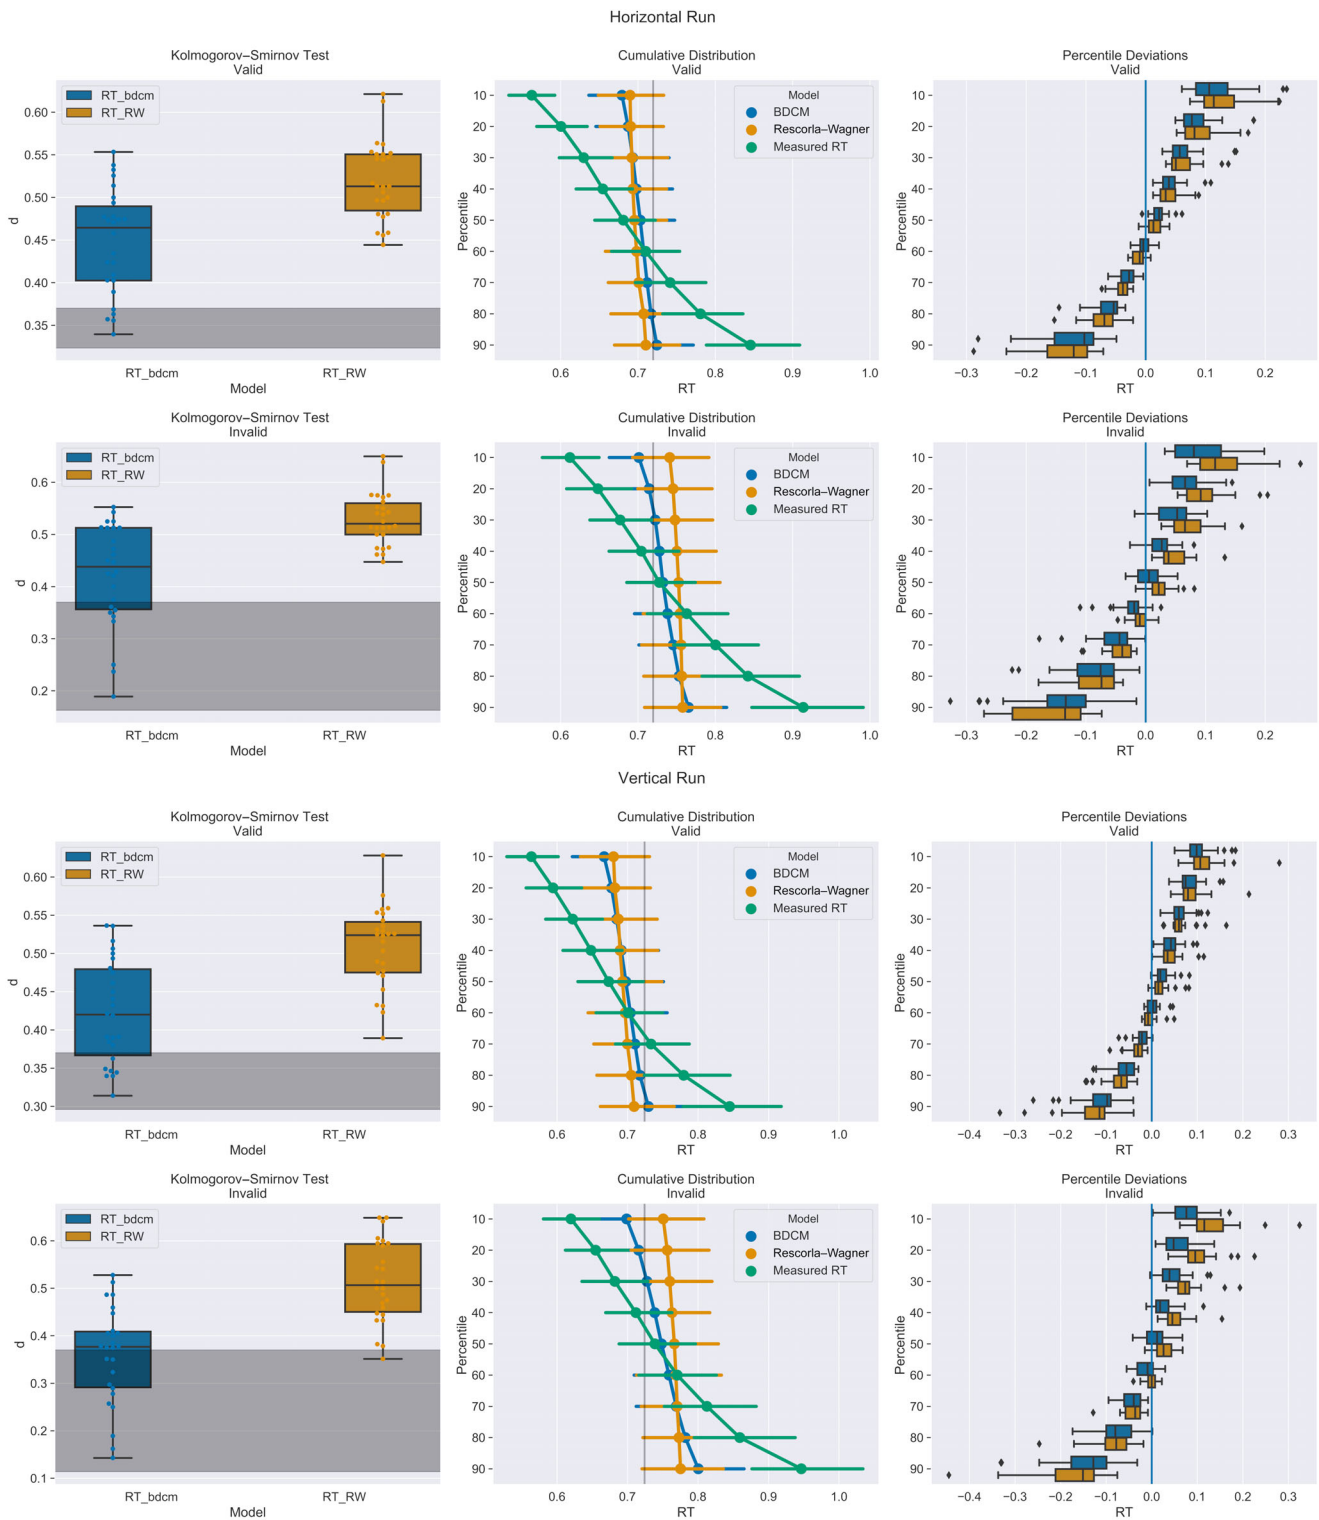 Horizontal Run
Kolmogorov–Smirnov Test
Valid
RT_bdcm
RT_RW
0.60
0.55
0.50
0.45
0.40
0.35
d
RT_bdcm
RT_RW
Model
Cumulative Distribution
Valid
Model
BDCM
Rescorla–Wagner
Measured RT
10
20
30
40
50
60
70
80
90
Percentile
0.6
0.7
0.8
0.9
1.0
RT
Percentile Deviations
Valid
10
20
30
40
50
60
70
80
90
Percentile
−0.3
−0.2
−0.1
0.0
0.1
0.2
RT
Kolmogorov–Smirnov Test
Invalid
RT_bdcm
RT_RW
0.6
0.5
0.4
0.3
0.2
d
RT_bdcm
RT_RW
Model
Cumulative Distribution
Invalid
Model
BDCM
Rescorla–Wagner
Measured RT
10
20
30
40
50
60
70
80
90
Percentile
0.6
0.7
0.8
0.9
1.0
RT
Percentile Deviations
Invalid
10
20
30
40
50
60
70
80
90
Percentile
−0.3
−0.2
−0.1
0.0
0.1
0.2
RT
Vertical Run
Kolmogorov–Smirnov Test
Valid
RT_bdcm
RT_RW
0.60
0.55
0.50
0.45
0.40
0.35
0.30
d
RT_bdcm
RT_RW
Model
Cumulative Distribution
Valid
Model
BDCM
Rescorla–Wagner
Measured RT
10
20
30
40
50
60
70
80
90
Percentile
0.6
0.7
0.8
0.9
1.0
RT
Percentile Deviations
Valid
10
20
30
40
50
60
70
80
90
Percentile
−0.4
−0.3
−0.2
−0.1
0.0
0.1
0.2
0.3
RT
Kolmogorov–Smirnov Test
Invalid
RT_bdcm
RT_RW
0.6
0.5
0.4
0.3
0.2
0.1
d
RT_bdcm
RT_RW
Model
Cumulative Distribution
Invalid
Model
BDCM
Rescorla–Wagner
Measured RT
10
20
30
40
50
60
70
80
90
Percentile
0.6
0.7
0.8
0.9
1.0
RT
Percentile Deviations
Invalid
10
20
30
40
50
60
70
80
90
Percentile
−0.4
−0.3
−0.2
−0.1
0.0
0.1
0.2
0.3
RT